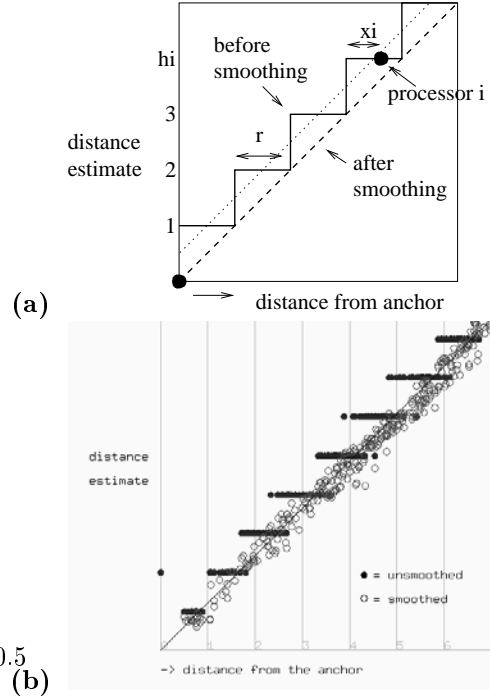 xi
hi
before
smoothing
processor i
3
r
distance
estimate
2
after
smoothing
1
(a)
distance from anchor
distance
estimate
● = unsmoothed
○ = smoothed
0 1 2 3 4 5 6
0.5
(b)
-> distance from the anchor